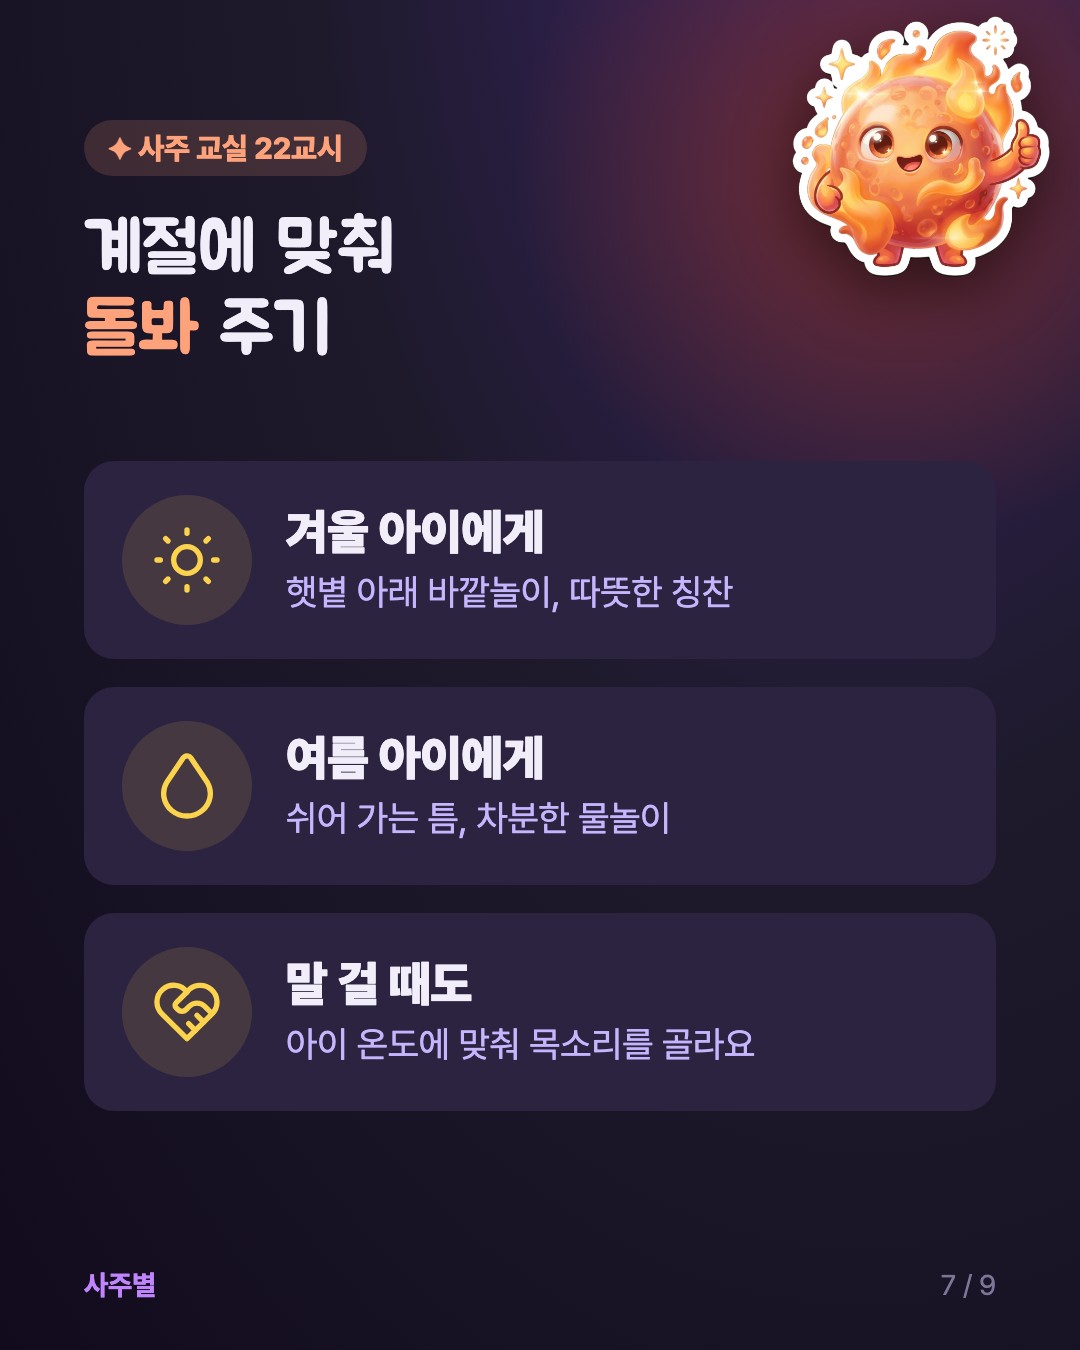 사주 교실 22교시
계절에 맞춰
돌봐 주기
겨울 아이에게
햇볕 아래 바깥놀이, 따뜻한 칭찬
여름 아이에게
쉬어 가는 틈, 차분한 물놀이
말 걸 때도
아이 온도에 맞춰 목소리를 골라요
사주별
7 / 9